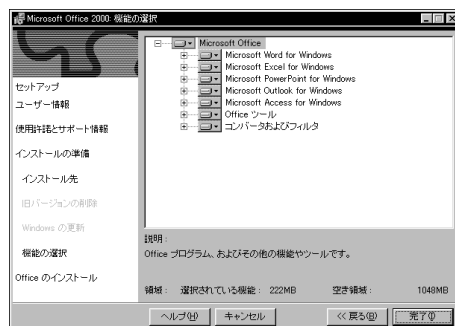 Microsoft Office 2000: 機能の選択
セットアップ
ユーザー情報
使用許諾とサポート情報
インストールの準備
インストール先
旧バージョンの削除
Windows の更新
機能の選択
Office のインストール
Microsoft Office
Microsoft Word for Windows
Microsoft Excel for Windows
Microsoft PowerPoint for Windows
Microsoft Outlook for Windows
Microsoft Access for Windows
Office ツール
コンバータおよびフィルタ
説明:
Office プログラム、およびその他の機能やツールです。
領域: 選択されている機能: 222MB 空き領域: 1048MB
ヘルプ(H) キャンセル << 戻る(B) 完了(I)